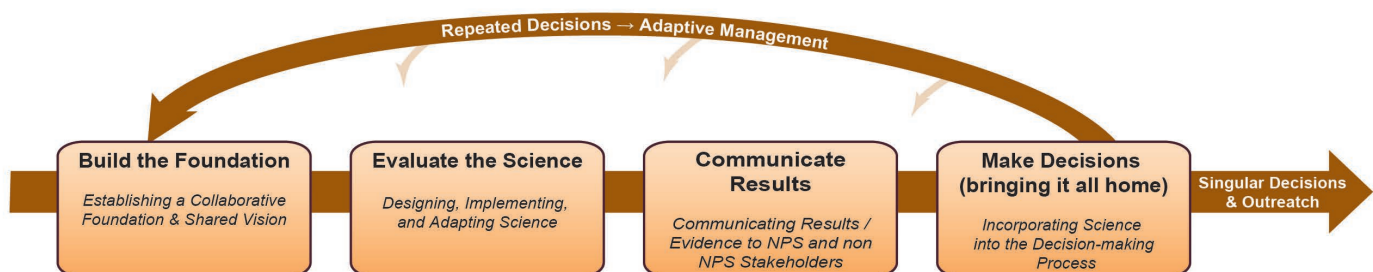 Repeated Decisions → Adaptive Management
Build the Foundation
Establishing a Collaborative
Foundation & Shared Vision
Evaluate the Science
Designing, Implementing,
and Adapting Science
Communicate
Results
Communicating Results /
Evidence to NPS and non
NPS Stakeholders
Make Decisions
(bringing it all home)
Incorporating Science
into the Decision-making
Process
Singular Decisions
& Outreatch